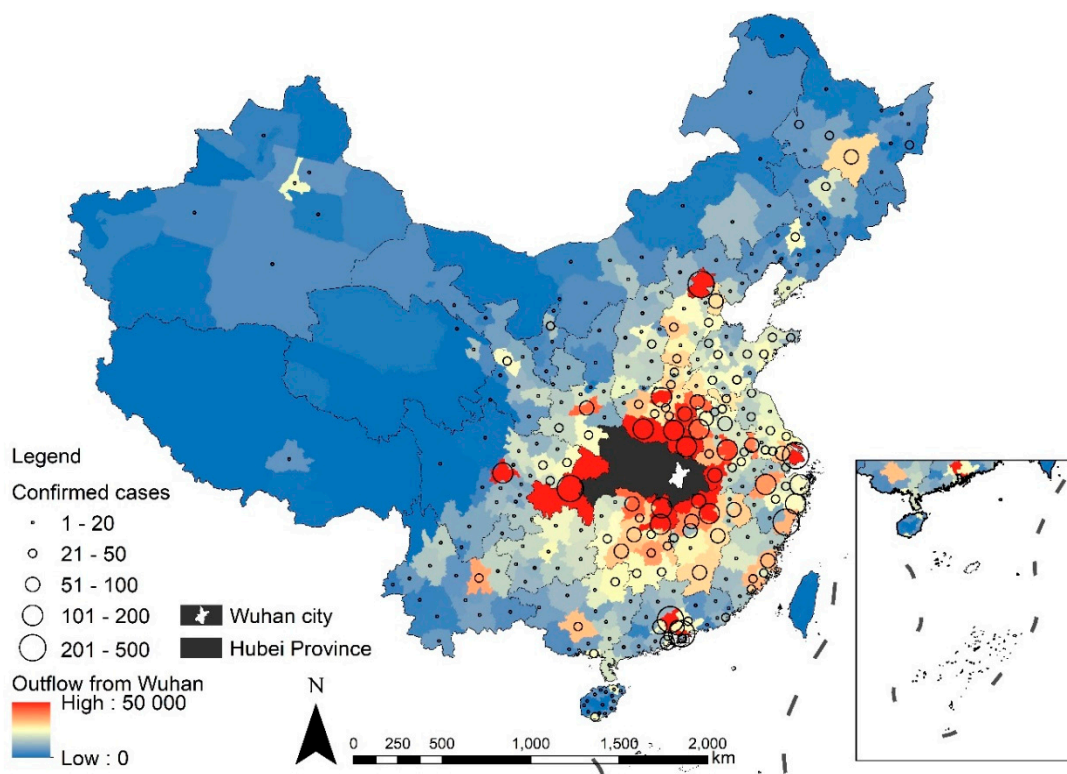 Legend
Confirmed cases
1 - 20
21 - 50
51 - 100
101 - 200
201 - 500
Wuhan city
Hubei Province
Outflow from Wuhan
High : 50 000
Low : 0
N
0 250 500 1,000 1,500 2,000
km